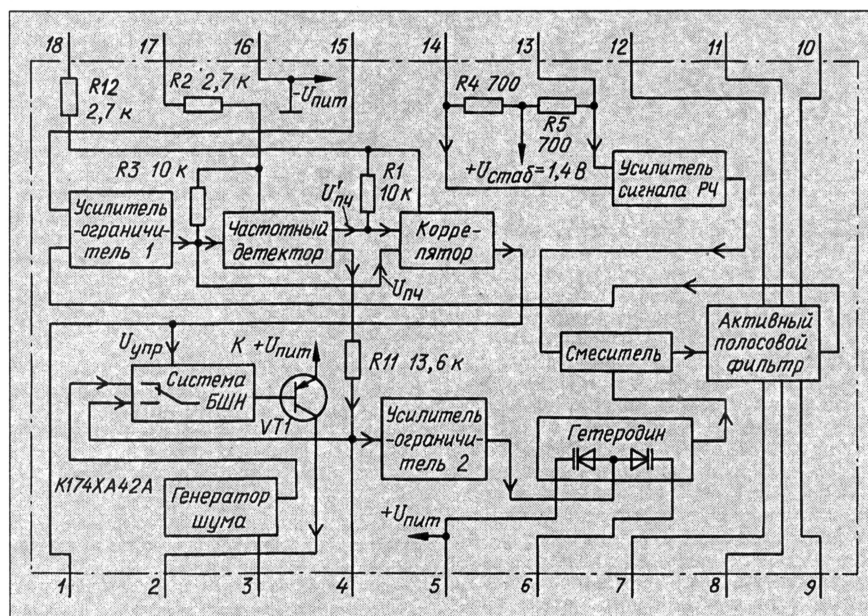 18 17 16 15 14 13 12 11 10
R12
2,7 к
R2 2,7 к
-Uпит
R4 700
R5
700
R3 10 к
U'пч
R1
10 к
+Uстаб=1,4 В
Усилитель
сигнала РЧ
Усилитель
-ограничи-
тель 1
Частотный
детектор
Корре-
лятор
Uпч
Uупр
К +Uпит
R11 13,6 к
Смеситель
Активный
полосовой
фильтр
Система
БШН
VT1
Усилитель
-ограничи-
тель 2
Гетеродин
К174ХА42А
Генератор
шума
+Uпит
1 2 3 4 5 6 7 8 9